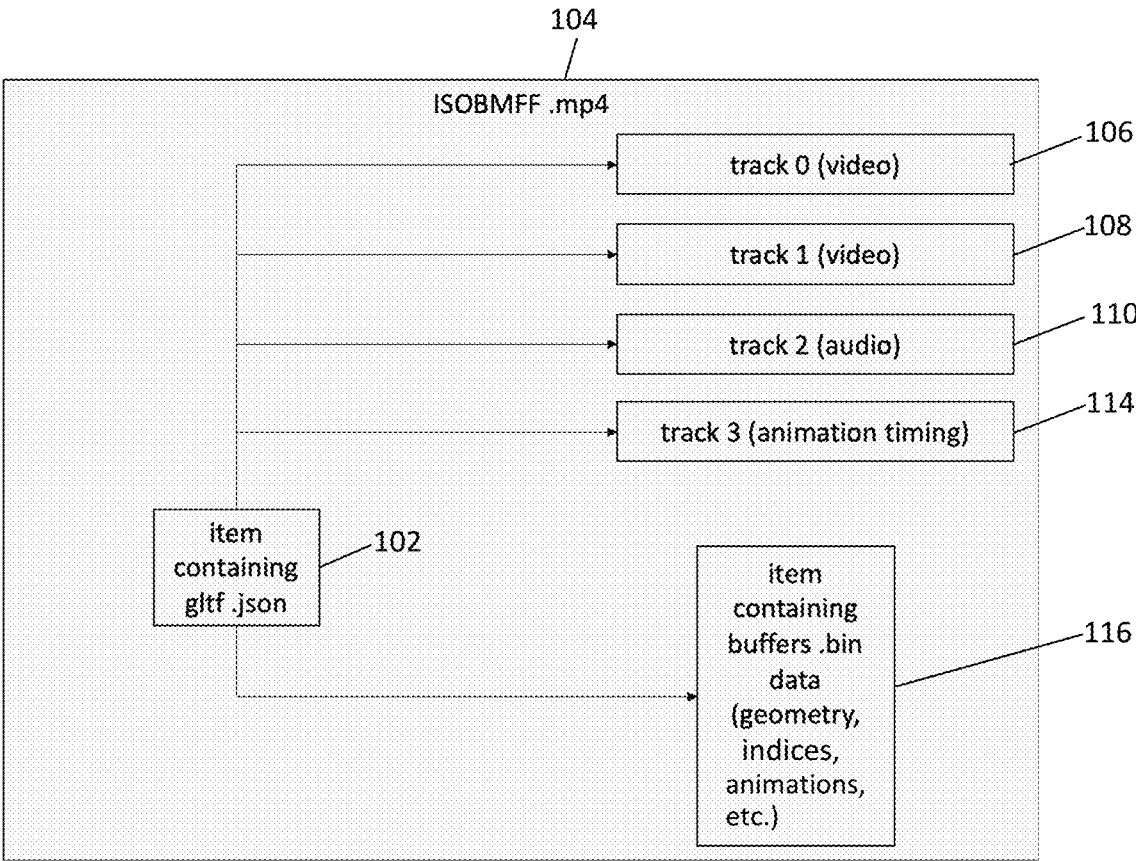 104
ISOBMFF .mp4
106
track 0 (video)
108
track 1 (video)
110
track 2 (audio)
114
track 3 (animation timing)
item
containing
gltf .json
102
item
containing
buffers .bin
data
(geometry,
indices,
animations,
etc.)
116